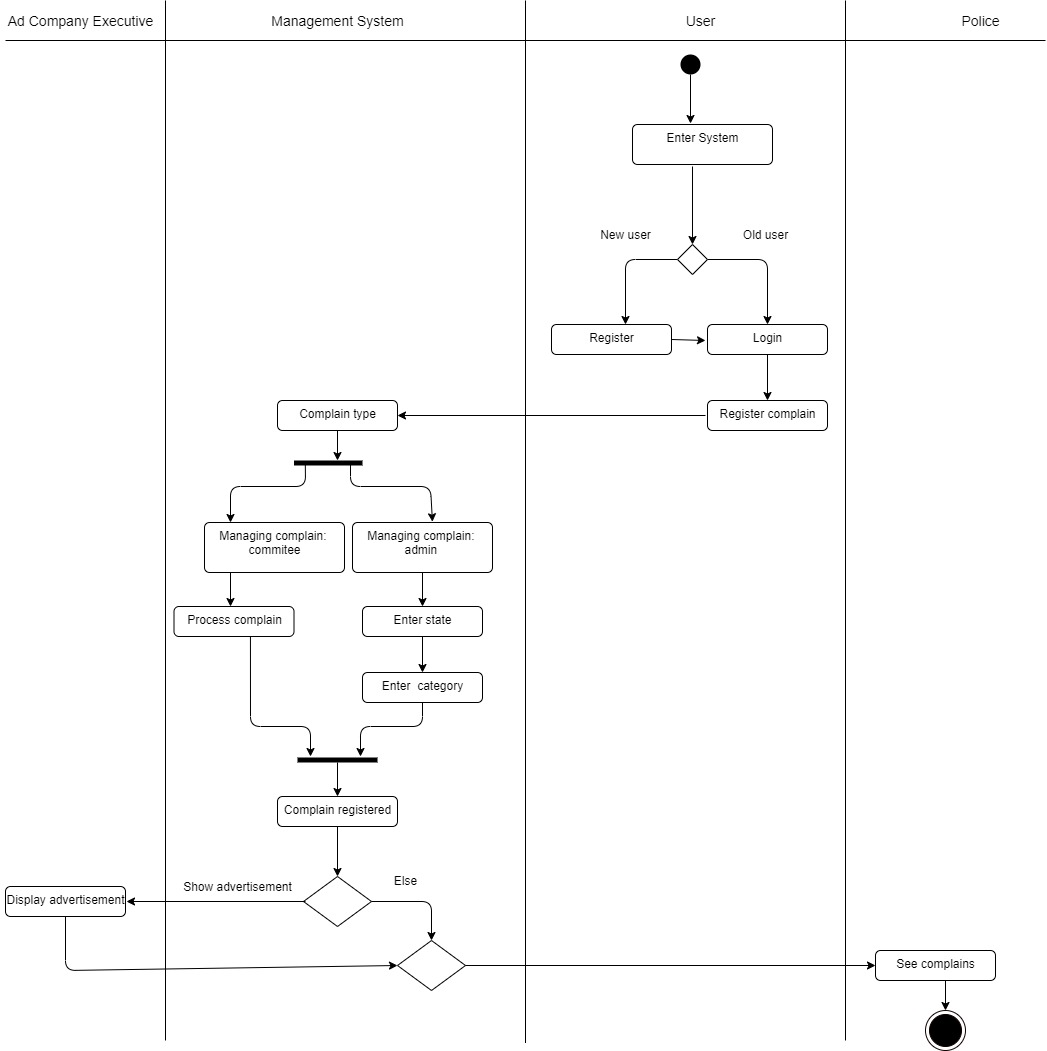 Ad Company Executive
Management System
User
Police
Enter System
New user
Old user
Register
Login
Complain type
Register complain
Managing complain:
commitee
Managing complain:
admin
Process complain
Enter state
Enter  category
Complain registered
Show advertisement
Else
Display advertisement
See complains